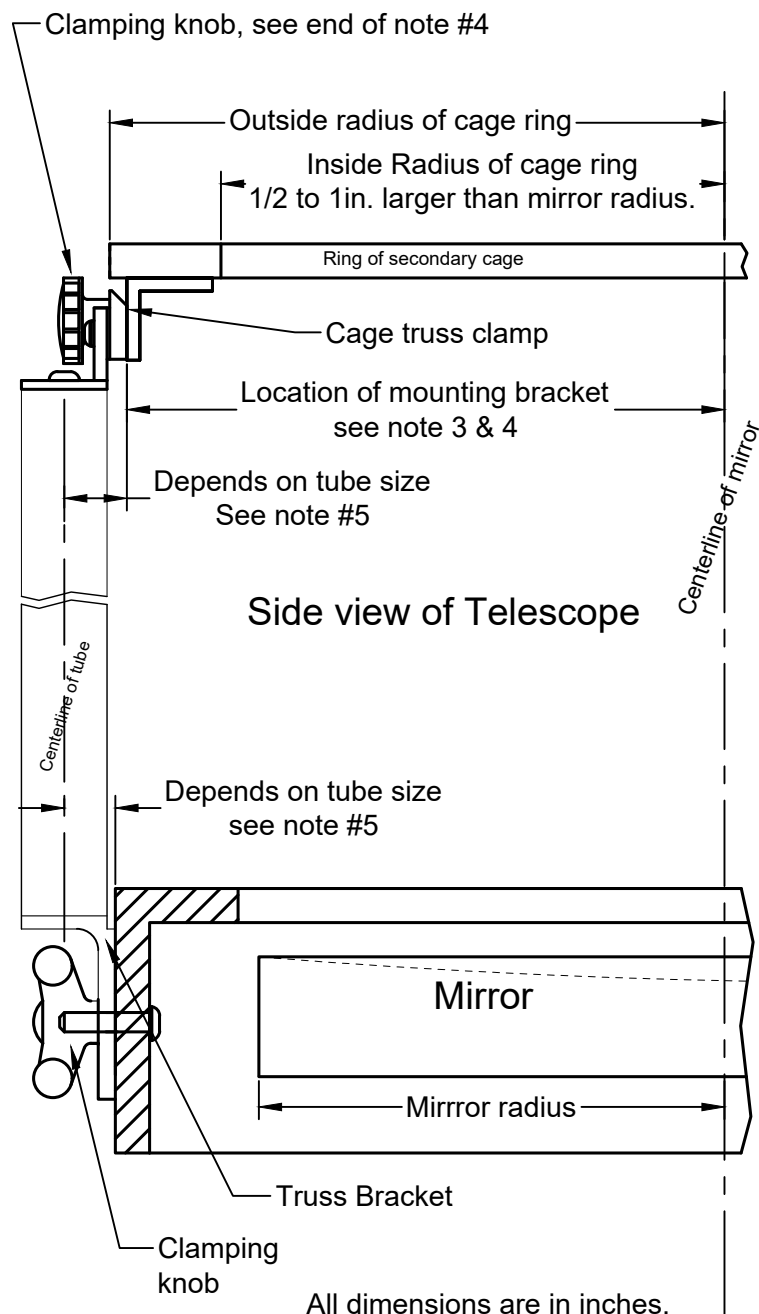 Clamping knob, see end of note #4
Outside radius of cage ring
Inside Radius of cage ring
1/2 to 1in. larger than mirror radius.
Ring of secondary cage
Cage truss clamp
Location of mounting bracket
see note 3 & 4
Centerline of mirror
Depends on tube size
See note #5
Side view of Telescope
Centerline of tube
Depends on tube size
see note #5
Mirror
Mirrror radius
Truss Bracket
Clamping
knob
All dimensions are in inches.